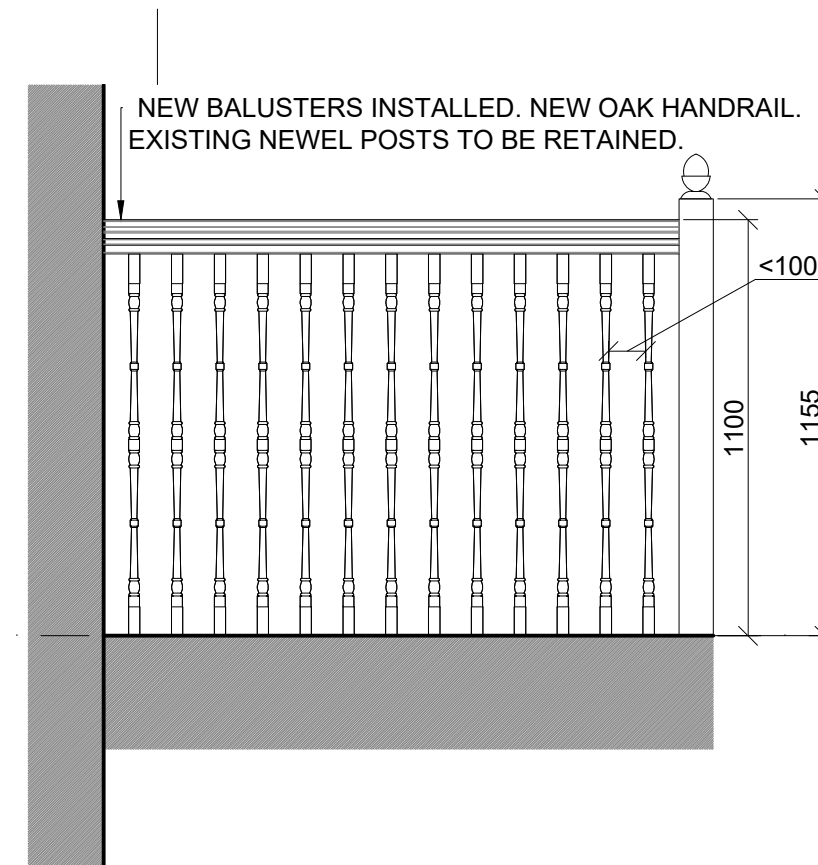 NEW BALUSTERS INSTALLED. NEW OAK HANDRAIL.
EXISTING NEWEL POSTS TO BE RETAINED.
<100
1100
1155